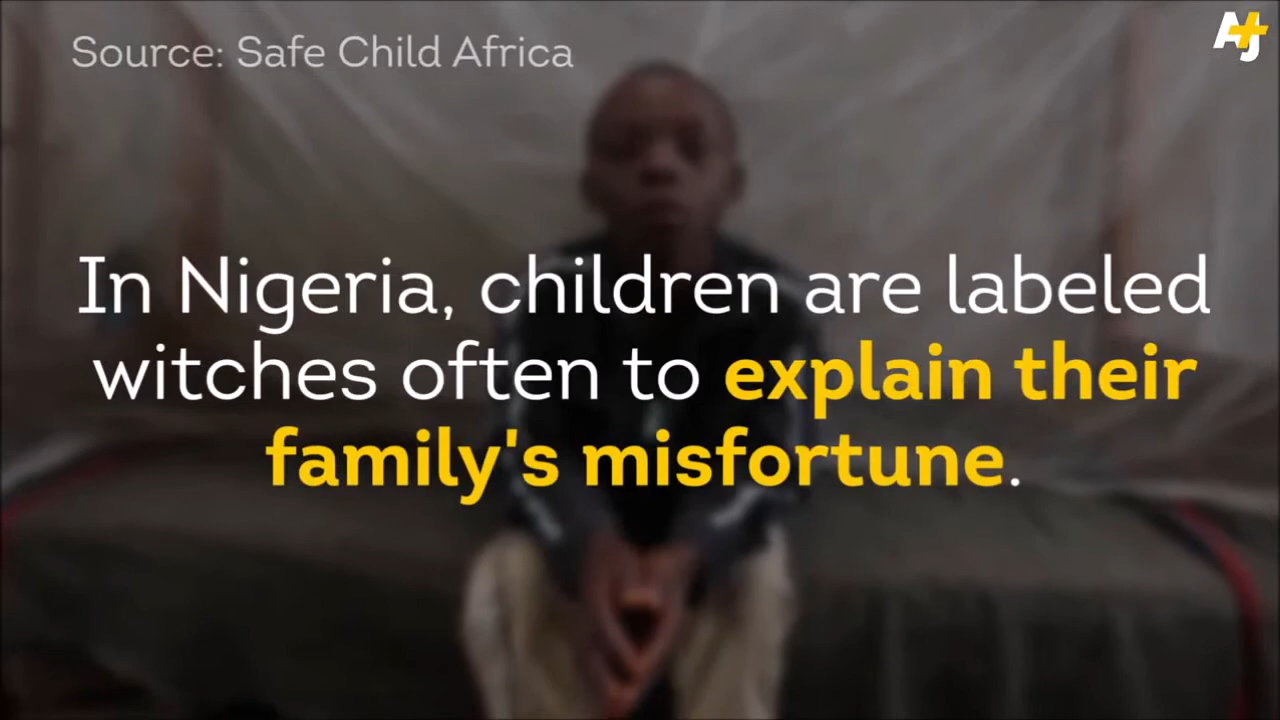 Source: Safe Child Africa
AJ+
In Nigeria, children are labeled
witches often to explain their
family's misfortune.